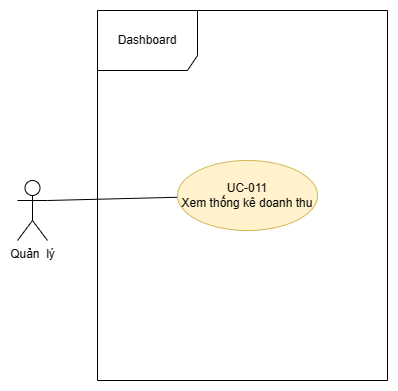 Dashboard
UC-011
Xem thống kê doanh thu
Quản lý